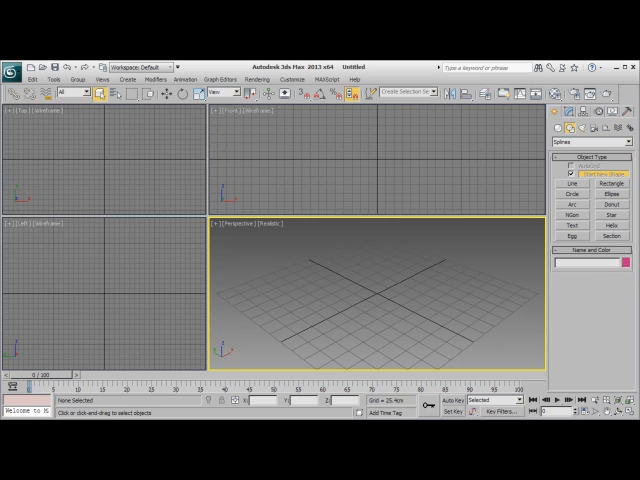 Workspace: Default
Autodesk 3ds Max 2013 x64 Untitled
Type a keyword or phrase
Edit Tools Group Views Create Modifiers Animation Graph Editors Rendering Customize MAXScript Help
All
View
Create Selection Se
[+][Top][Wireframe]
[+][Front][Wireframe]
[+][Left][Wireframe]
[+][Perspective][Realistic]
Splines
Object Type
AutoGrid
Start New Shape
Line Rectangle
Circle Ellipse
Arc Donut
NGon Star
Text Helix
Egg Section
Name and Color
0 / 100
0 5 10 15 20 25 30 35 40 45 50 55 60 65 70 75 80 85 90 95 100
None Selected
X: Y: Z:
Grid = 25.4cm
Auto Key Selected
Welcome to M
Click or click-and-drag to select objects
Add Time Tag
Set Key Key Filters...
0